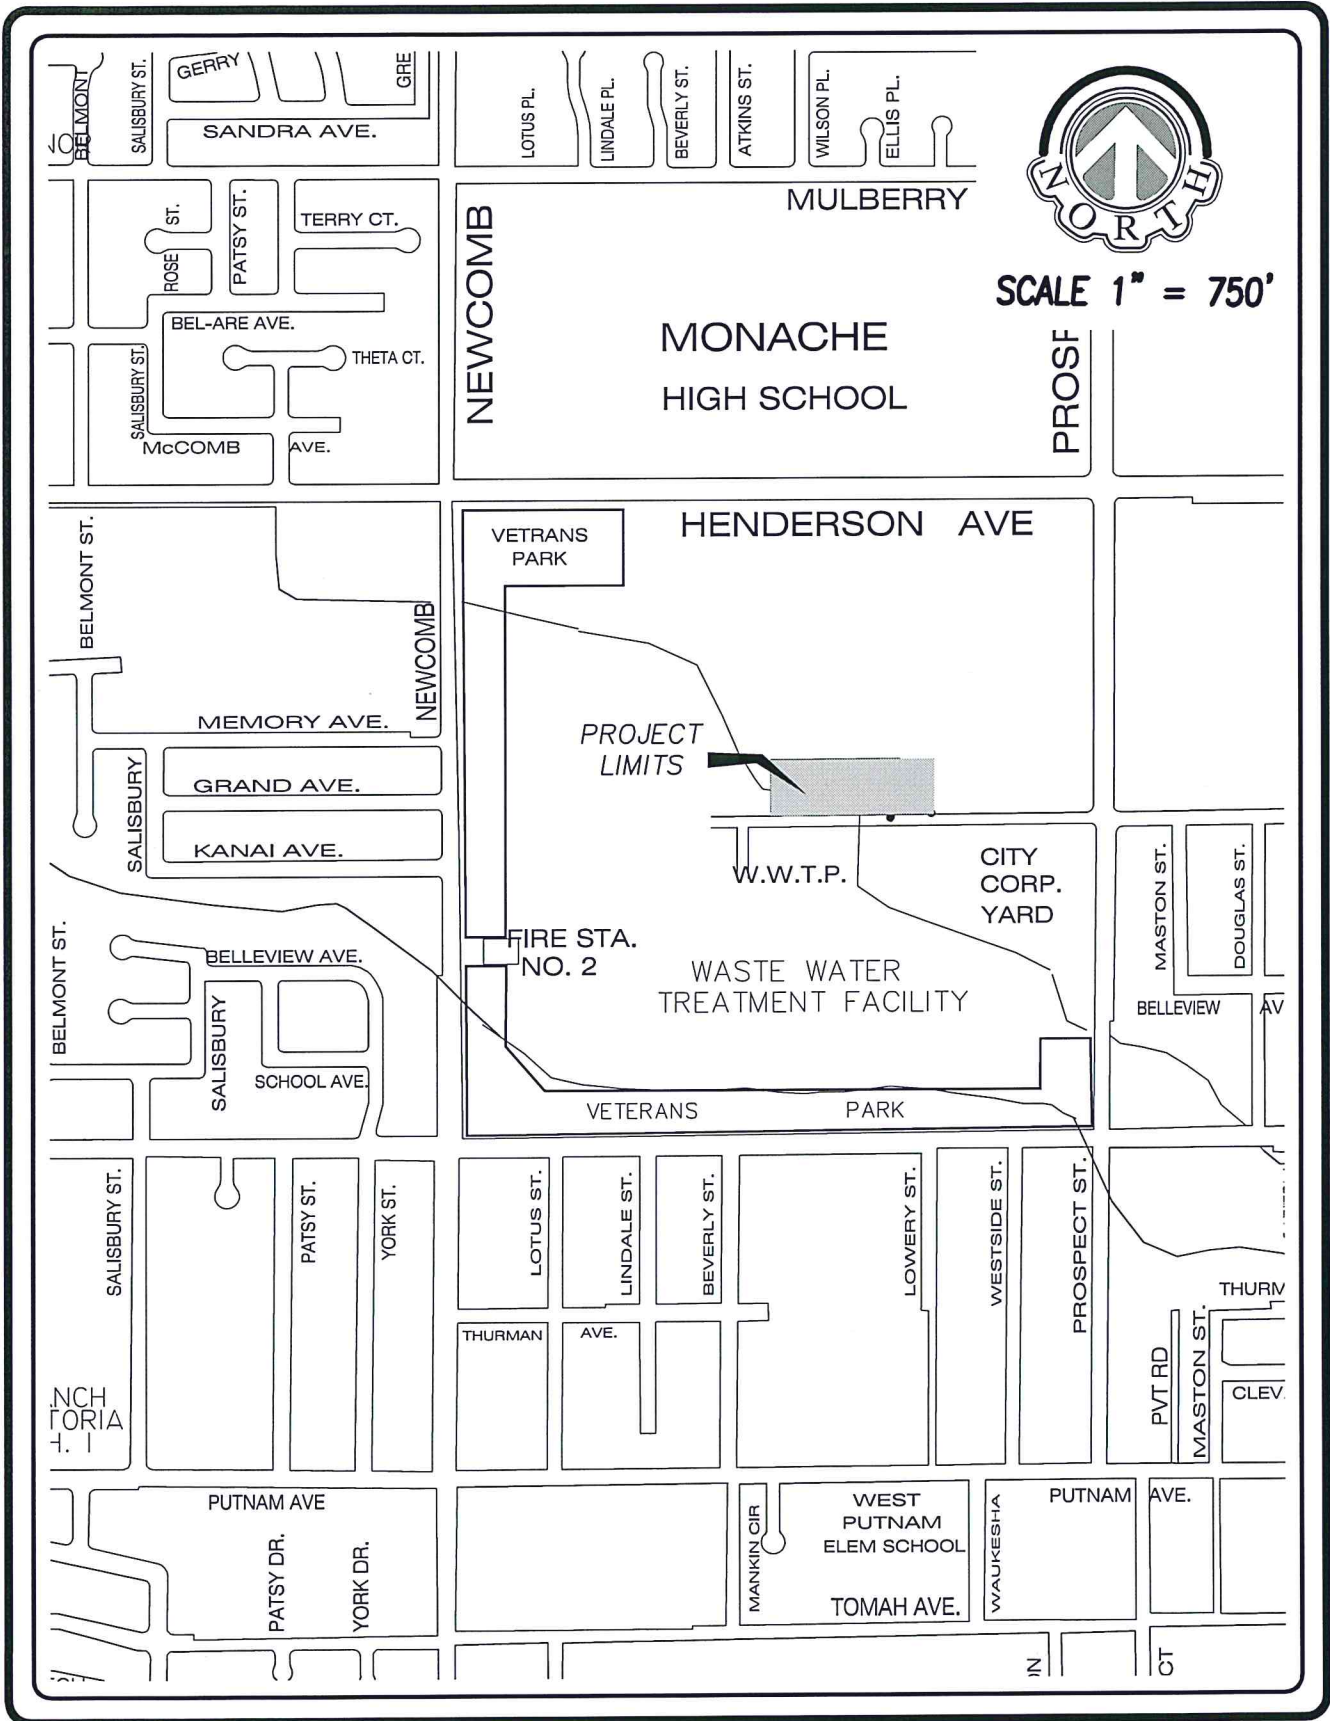 BELMONT
SALISBURY ST.
GERRY
GRE
SANDRA AVE.
LOTUS PL.
LINDALE PL.
BEVERLY ST.
ATKINS ST.
WILSON PL.
ELLIS PL.
NORTH
MULBERRY
SCALE 1" = 750'
ROSE ST.
PATSY ST.
TERRY CT.
BEL-ARE AVE.
THETA CT.
SALISBURY ST.
McCOMB AVE.
NEWCOMB
MONACHE
HIGH SCHOOL
PROSP
HENDERSON AVE
VETRANS
PARK
BELMONT ST.
NEWCOMB
MEMORY AVE.
SALISBURY
GRAND AVE.
KANAI AVE.
PROJECT
LIMITS
W.W.T.P.
CITY
CORP.
YARD
MASTON ST.
DOUGLAS ST.
BELMONT ST.
BELLEVIEW AVE.
FIRE STA.
NO. 2
WASTE WATER
TREATMENT FACILITY
BELLEVIEW AV
SALISBURY
SCHOOL AVE.
VETERANS PARK
SALISBURY ST.
PATSY ST.
YORK ST.
LOTUS ST.
LINDALE ST.
BEVERLY ST.
LOWERY ST.
WESTSIDE ST.
PROSPECT ST.
THURM
THURMAN AVE.
PVT RD
MASTON ST.
CLEV.
NCH
TORIA
H. I
PUTNAM AVE
PATSY DR.
YORK DR.
MANKIN CIR
WEST
PUTNAM
ELEM SCHOOL
WAUKESHA
PUTNAM AVE.
TOMAH AVE.
ON
CT